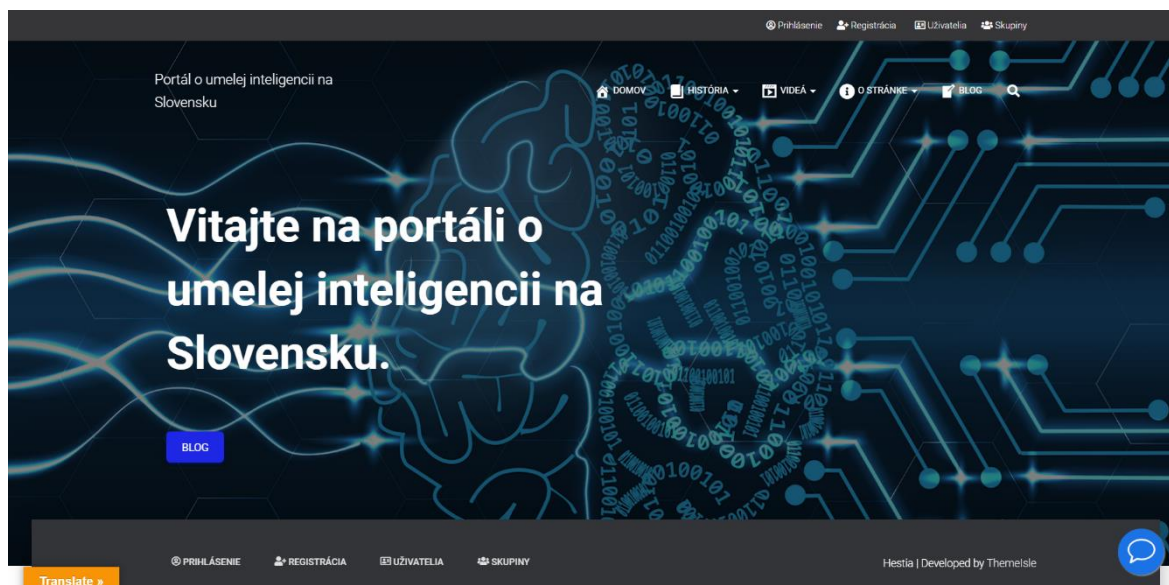 Prihlásenie Registrácia Uživatelia Skupiny
Portál o umelej inteligencii na
Slovensku
DOMOV HISTÓRIA VIDEÁ O STRÁNKE BLOG
Vitajte na portáli o
umelej inteligencii na
Slovensku.
BLOG
PRIHLÁSENIE REGISTRÁCIA UŽIVATELIA SKUPINY
Hestia | Developed by ThemeIsle
Translate »